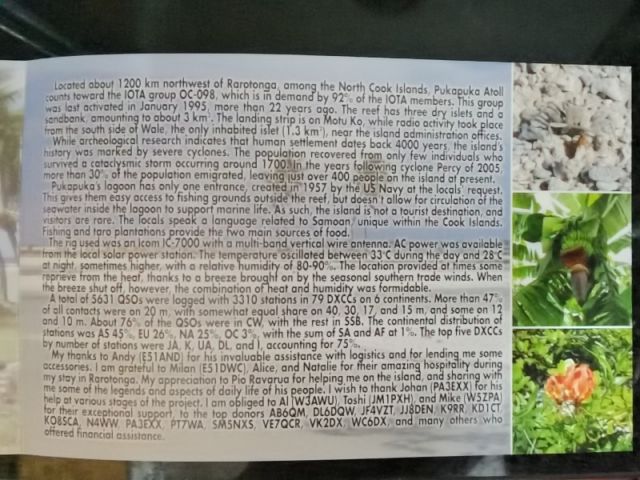 Located about 1200 km northwest of Rarotonga, among the North Cook Islands, Pukapuka Atoll
counts toward the IOTA group OC-098, which is in demand by 92% of the IOTA members. This group
was last activated in January 1995, more than 22 years ago. The reef has three dry islets and a
sandbank, amounting to about 3 km². The landing strip is on Motu Ko, while radio activity took place
from the south side of Wale, the only inhabited islet (1.3 km²), near the island administration offices.
While archeological research indicates that human settlement dates back 4000 years, the island's
history was marked by severe cyclones. The population recovered from only few individuals who
survived a cataclysmic storm occurring around 1700. In the years following cyclone Percy of 2005,
more than 30% of the population emigrated, leaving just over 400 people on the island at present.
Pukapuka's lagoon has only one entrance, created in 1957 by the US Navy at the locals' request.
This gives them easy access to fishing grounds outside the reef, but doesn't allow for circulation of the
seawater inside the lagoon to support marine life. As such, the island is not a tourist destination, and
visitors are rare. The locals speak a language related to Samoan, unique within the Cook Islands.
Fishing and taro plantations provide the two main sources of food.
The rig used was an Icom IC-7000 with a multi-band vertical wire antenna. AC power was available
from the local solar power station. The temperature oscillated between 33°C during the day and 28°C
at night, sometimes higher, with a relative humidity of 80-90%. The location provided at times some
reprieve from the heat, thanks to a breeze brought on by the seasonal southern trade winds. When
the breeze shut off, however, the combination of heat and humidity was formidable.
A total of 5631 QSOs were logged with 3310 stations in 79 DXCCs on 6 continents. More than 47%
of all contacts were on 20 m, with somewhat equal share on 40, 30, 17, and 15 m, and some on 12
and 10 m. About 76% of the QSOs were in CW, with the rest in SSB. The continental distribution of
stations was AS 45%, EU 26%, NA 25%, OC 3%, with the sum of SA and AF at 1%. The top five DXCCs
by number of stations were JA, K, UA, DL, and I, accounting for 75%.
My thanks to Andy (E51AND) for his invaluable assistance with logistics and for lending me some
accessories. I am grateful to Milan (E51DWC), Alice, and Natalie for their amazing hospitality during
my stay in Rarotonga. My appreciation to Pio Ravarua for helping me on the island, and sharing with
me some of the legends and aspects of daily life of his people. I wish to thank Johan (PA3EXX) for his
help at various stages of the project. I am obliged to Al (W3AWU), Toshi (JM1PXH), and Mike (W5ZPA)
for their exceptional support, to the top donors AB6QM, DL6DQW, JF4VZT, JJ8DEN, K9RR, KD1CT,
KO8SCA, N4WW, PA3EXX, PT7WA, SM5NXS, VE7QCR, VK2DX, WC6DX, and many others who
offered financial assistance.